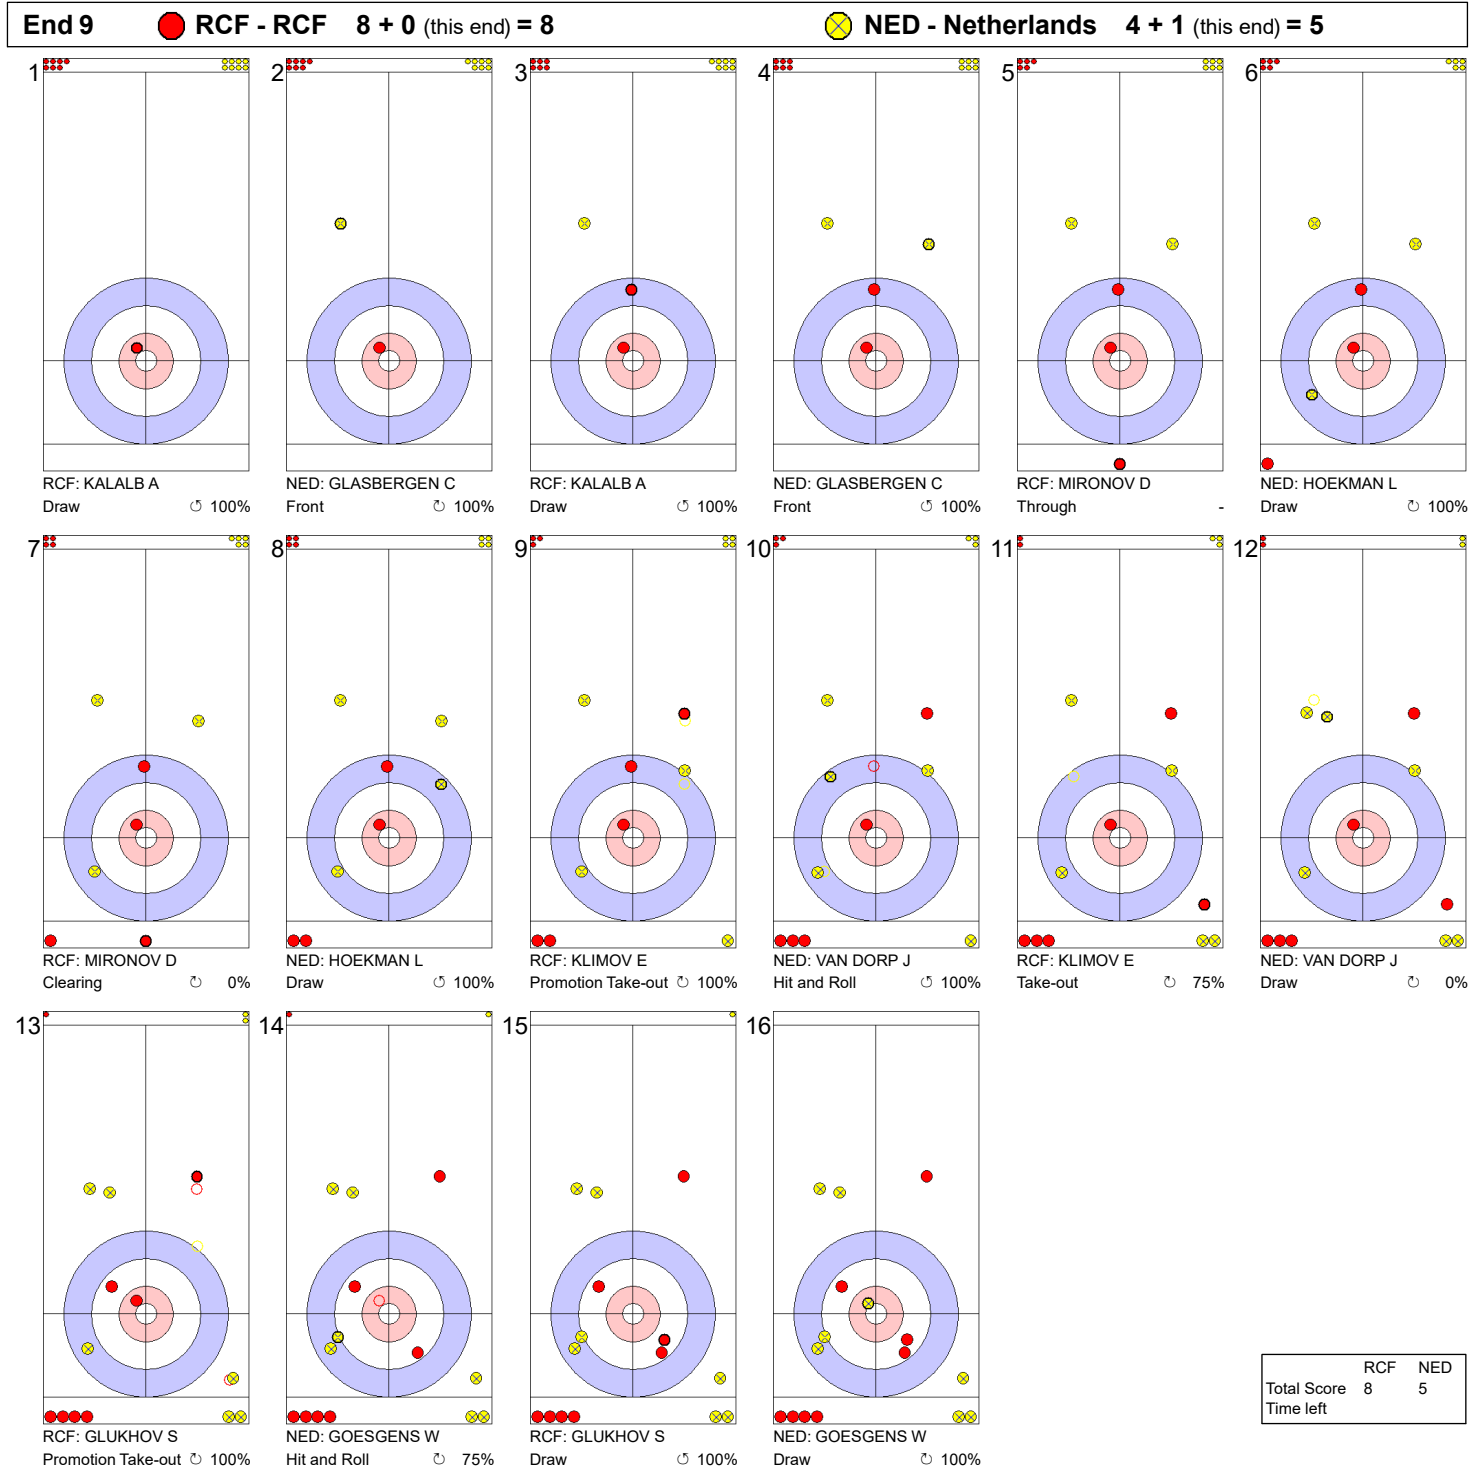 End 9 RCF - RCF 8 + 0 (this end) = 8 NED - Netherlands 4 + 1 (this end) = 5
1 2 3 4 5 6
RCF: KALALB A NED: GLASBERGEN C RCF: KALALB A NED: GLASBERGEN C RCF: MIRONOV D NED: HOEKMAN L
Draw ↺ 100% Front ↻ 100% Draw ↺ 100% Front ↺ 100% Through - Draw ↻ 100%
7 8 9 10 11 12
RCF: MIRONOV D NED: HOEKMAN L RCF: KLIMOV E NED: VAN DORP J RCF: KLIMOV E NED: VAN DORP J
Clearing ↻ 0% Draw ↺ 100% Promotion Take-out ↻ 100% Hit and Roll ↺ 100% Take-out ↻ 75% Draw ↻ 0%
13 14 15 16
RCF: GLUKHOV S NED: GOESGENS W RCF: GLUKHOV S NED: GOESGENS W
Promotion Take-out ↻ 100% Hit and Roll ↻ 75% Draw ↺ 100% Draw ↺ 100%
RCF NED
Total Score 8 5
Time left